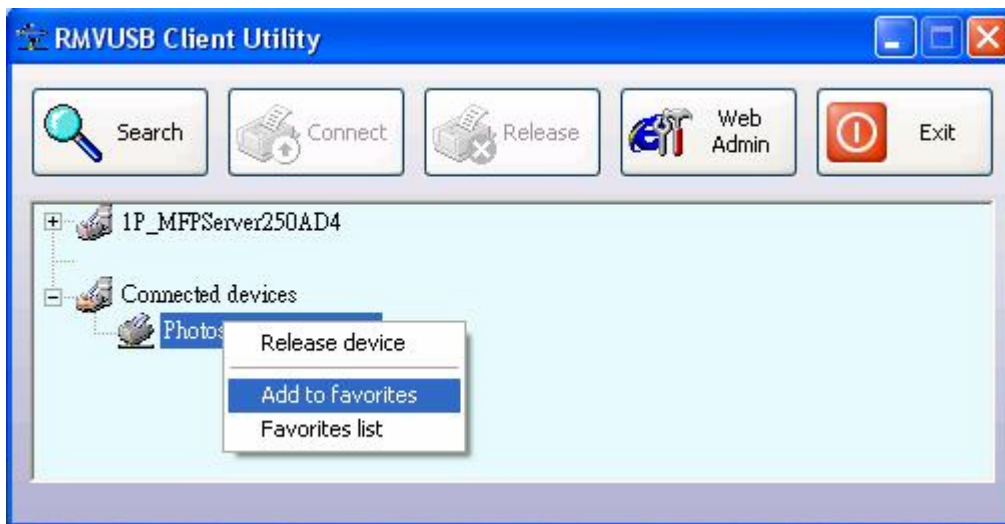 RMVUSB Client Utility
Search
Connect
Release
Web
Admin
Exit
1P_MFPServer250AD4
Connected devices
Release device
Add to favorites
Favorites list